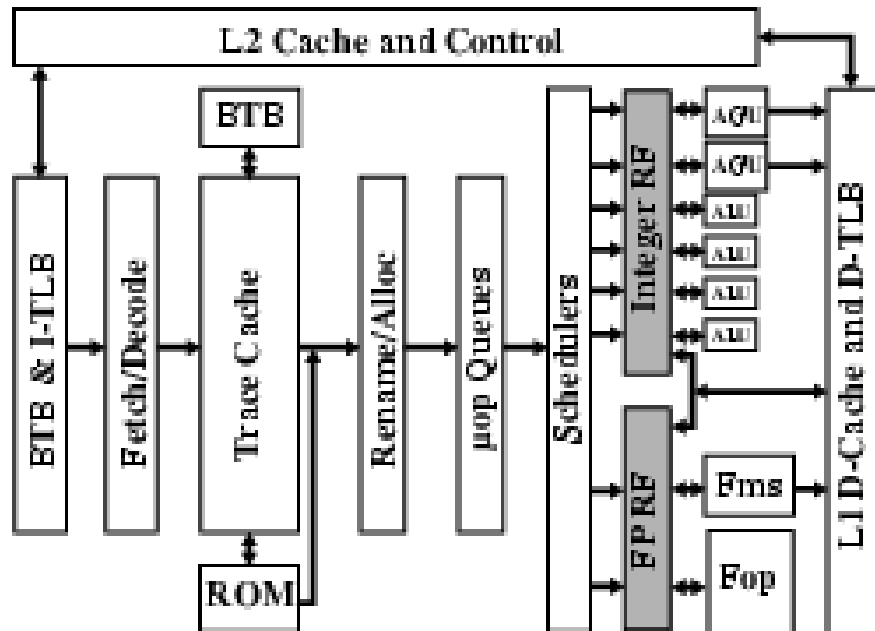 L2 Cache and Control
BTB
BTB & I-TLB
Fetch/Decode
Trace Cache
ROM
Rename/Alloc
µop Queues
Schedulers
Integer RF
FP RF
AGU
AGU
ALU
ALU
ALU
ALU
Fms
Fop
L1 D-Cache and D-TLB